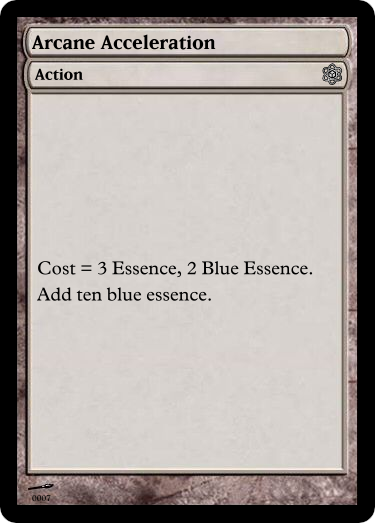 Arcane Acceleration
Action
Cost = 3 Essence, 2 Blue Essence.
Add ten blue essence.
0007